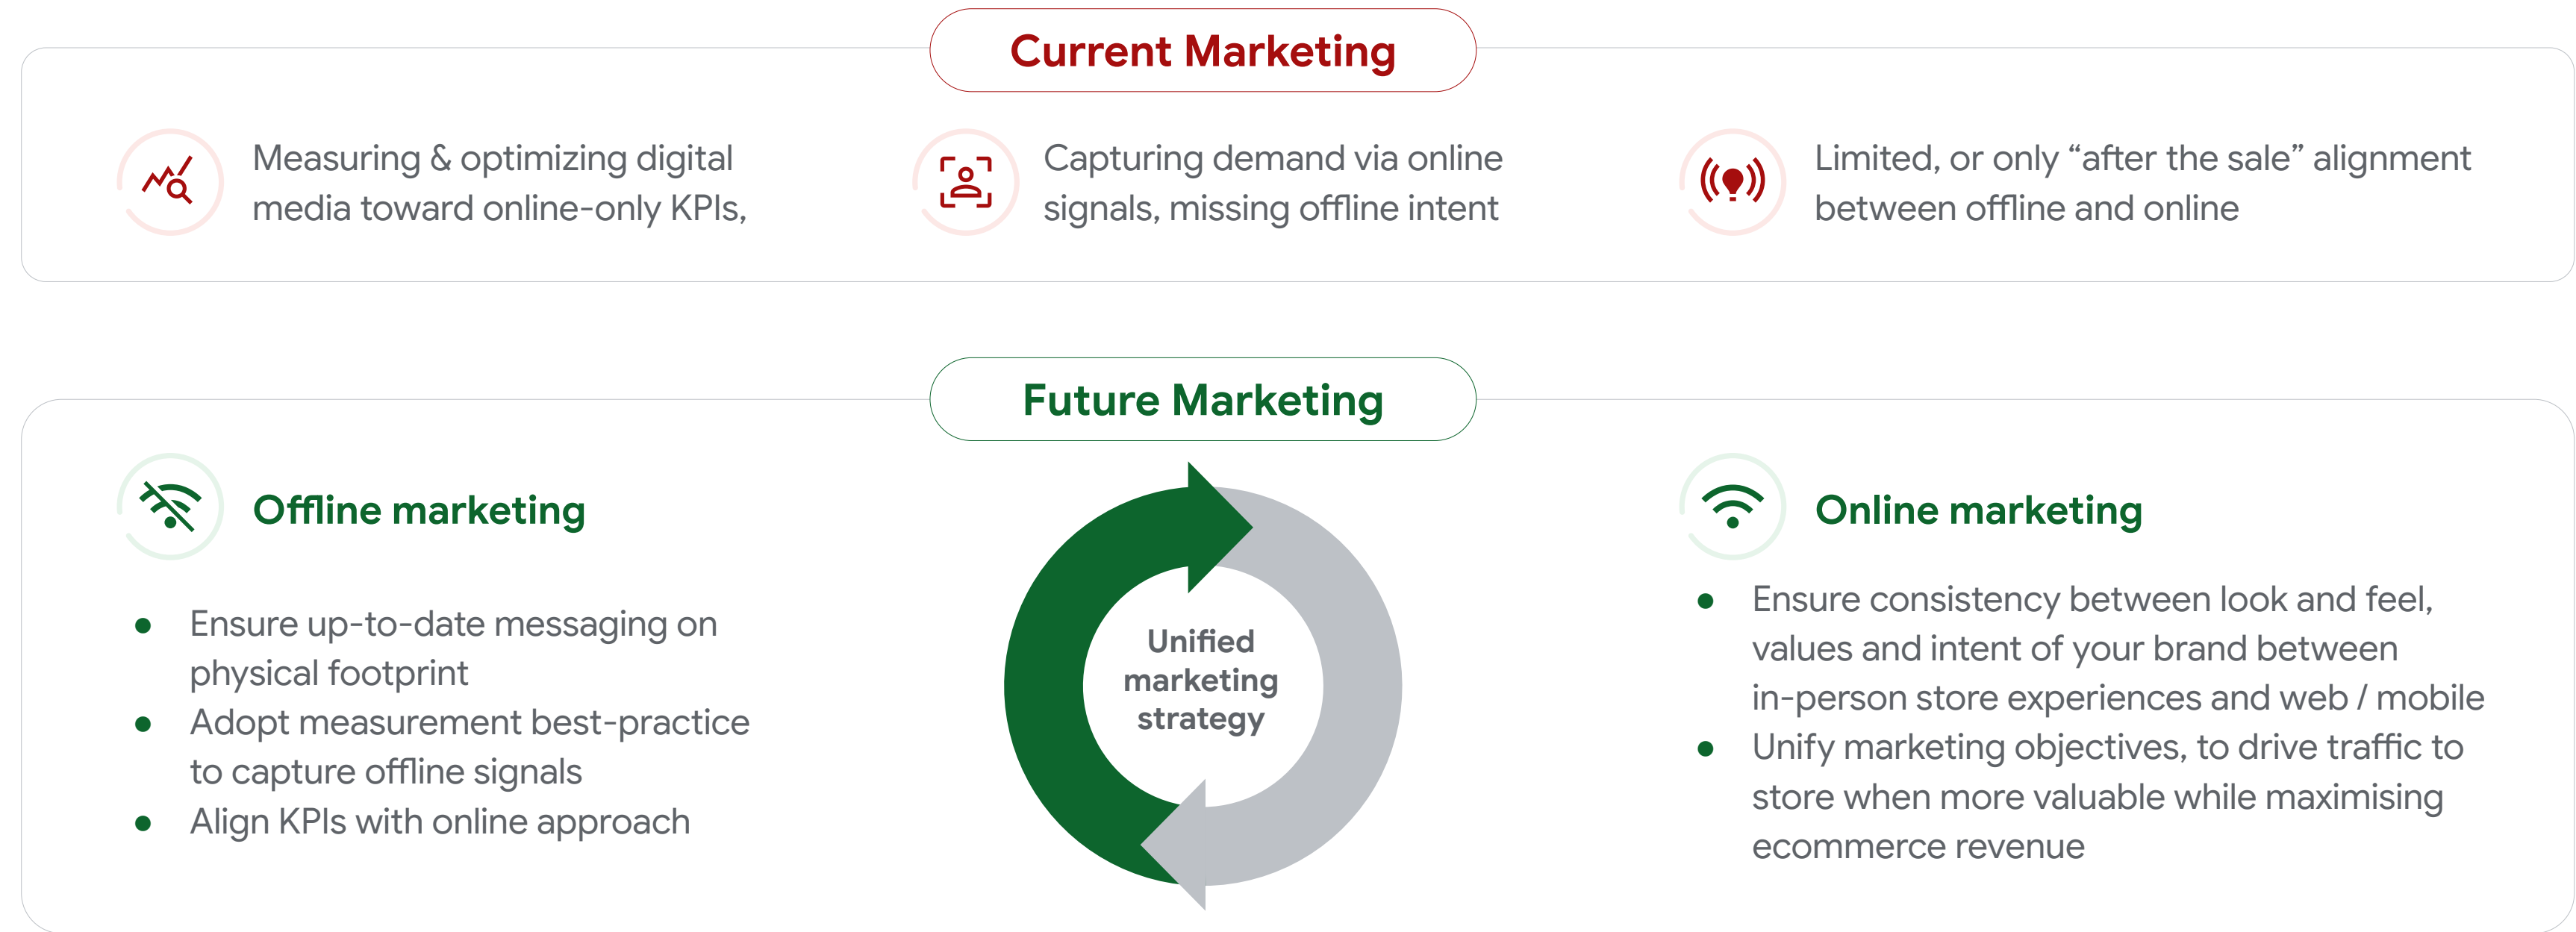 Current Marketing
Measuring & optimizing digital
media toward online-only KPIs,
Capturing demand via online
signals, missing offline intent
Limited, or only “after the sale” alignment
between offline and online
Future Marketing
Offline marketing
● Ensure up-to-date messaging on
physical footprint
● Adopt measurement best-practice
to capture offline signals
● Align KPIs with online approach
Unified
marketing
strategy
Online marketing
● Ensure consistency between look and feel,
values and intent of your brand between
in-person store experiences and web / mobile
● Unify marketing objectives, to drive traffic to
store when more valuable while maximising
ecommerce revenue